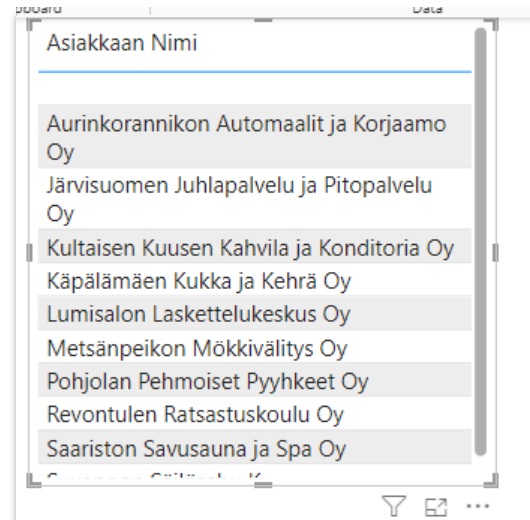 Data
Asiakkaan Nimi
Aurinkorannikon Automaalit ja Korjaamo
Oy
Järvisuomen Juhlapalvelu ja Pitopalvelu
Oy
Kultaisen Kuusen Kahvila ja Konditoria Oy
Käpälämäen Kukka ja Kehrä Oy
Lumisalon Laskettelukeskus Oy
Metsänpeikon Mökkivälitys Oy
Pohjolan Pehmoiset Pyyhkeet Oy
Revontulen Ratsastuskoulu Oy
Saariston Savusauna ja Spa Oy